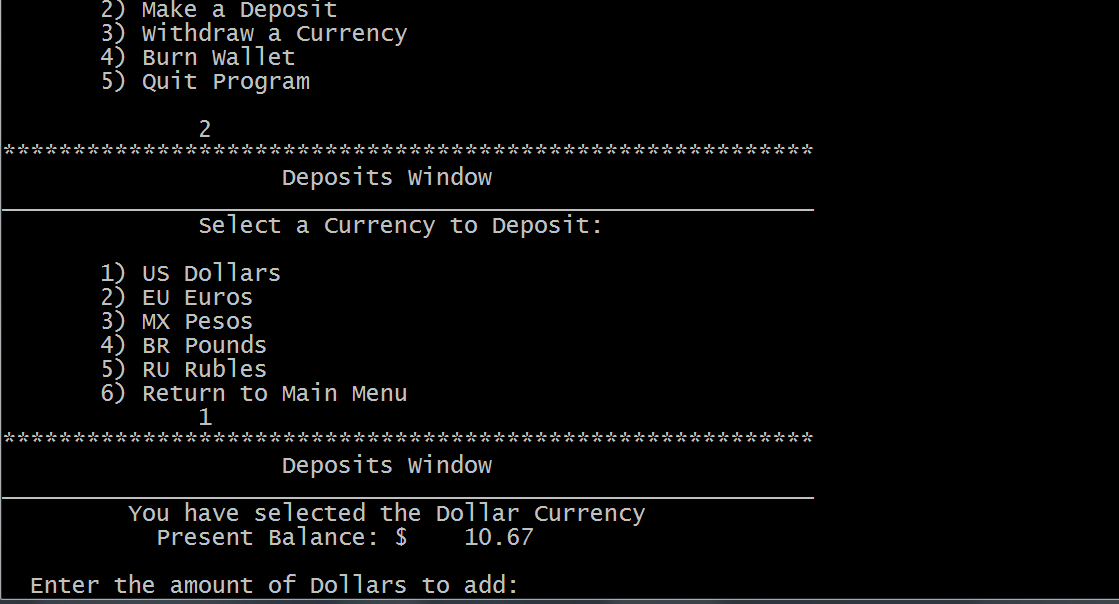 2) Make a Deposit
3) Withdraw a Currency
4) Burn Wallet
5) Quit Program
2
**********************************************************
Deposits Window
Select a Currency to Deposit:
1) US Dollars
2) EU Euros
3) MX Pesos
4) BR Pounds
5) RU Rubles
6) Return to Main Menu
1
**********************************************************
Deposits Window
You have selected the Dollar Currency
Present Balance: $    10.67
Enter the amount of Dollars to add: